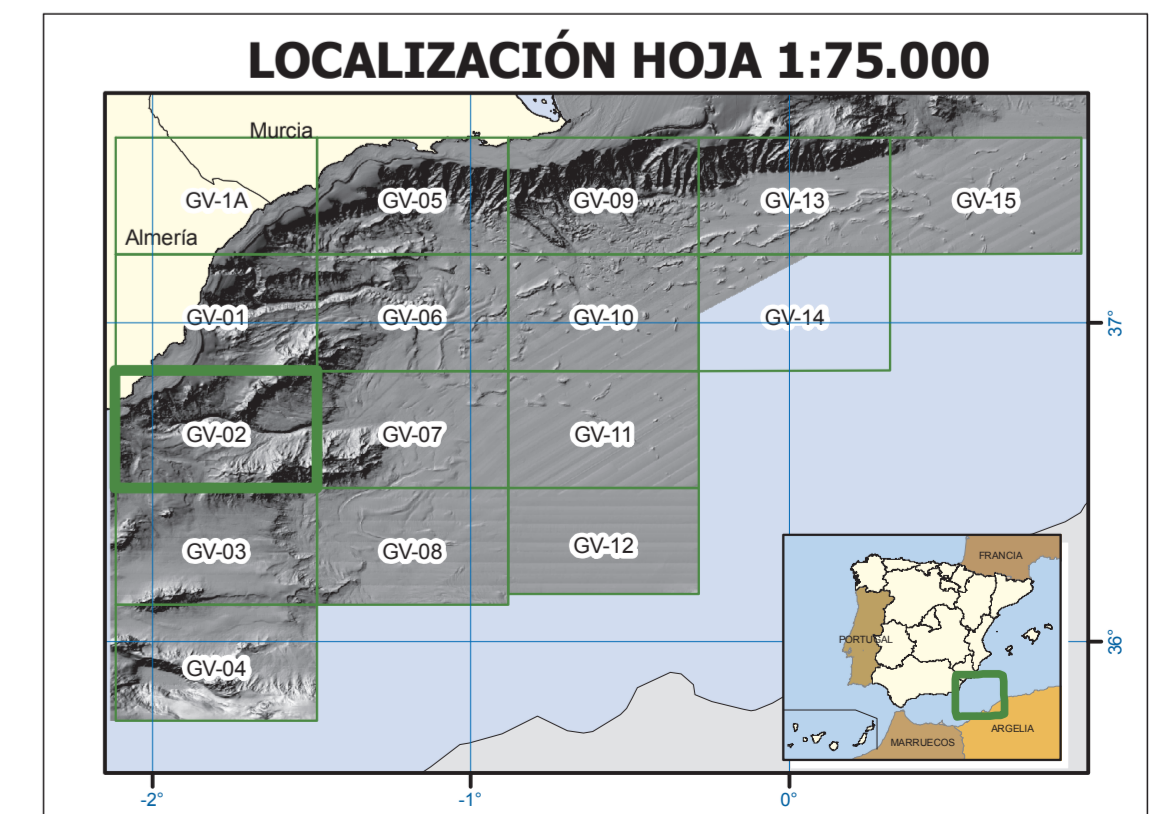 LOCALIZACIÓN HOJA 1:75.000
Murcia
GV-1A
GV-05
GV-09
GV-13
GV-15
Almería
GV-01
GV-06
GV-10
GV-14
37°
GV-02
GV-07
GV-11
GV-03
GV-08
GV-12
FRANCIA
PORTUGAL
36°
GV-04
ARGELIA
MARRUECOS
-2°
-1°
0°